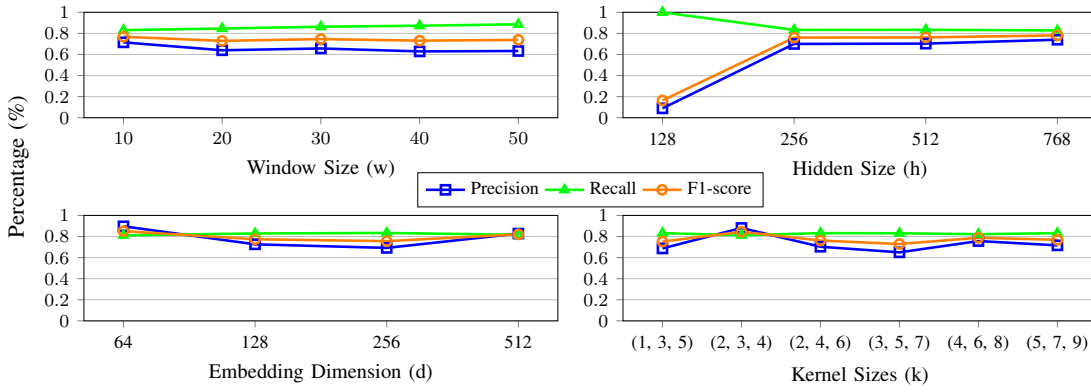 Percentage (%)
1
0.8
0.6
0.4
0.2
0
10 20 30 40 50
Window Size (w)
1
0.8
0.6
0.4
0.2
0
128 256 512 768
Hidden Size (h)
Precision Recall F1-score
1
0.8
0.6
0.4
0.2
0
64 128 256 512
Embedding Dimension (d)
1
0.8
0.6
0.4
0.2
0
(1, 3, 5) (2, 3, 4) (2, 4, 6) (3, 5, 7) (4, 6, 8) (5, 7, 9)
Kernel Sizes (k)